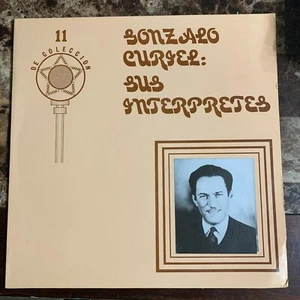 11
DE COLECCION
GONZALO
CURIEL:
SUS
INTERPRETES